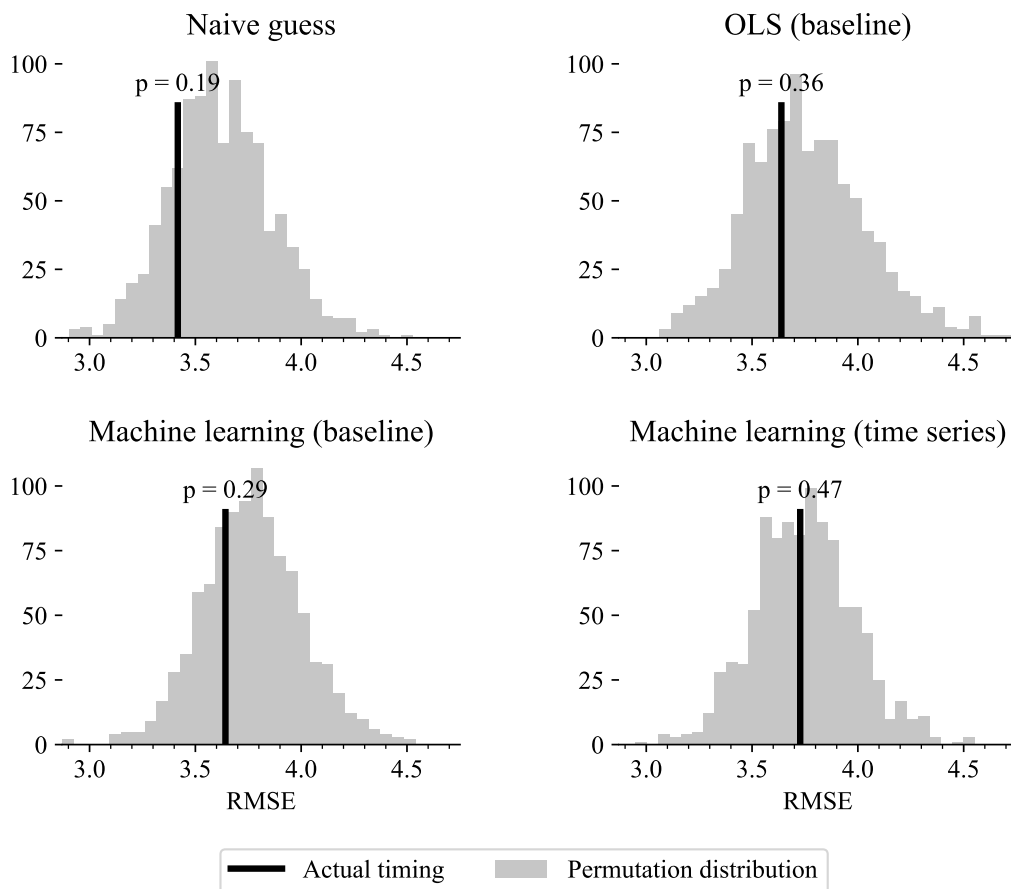 Naive guess
p = 0.19
100
75
50
25
0
3.0 3.5 4.0 4.5
OLS (baseline)
p = 0.36
100
75
50
25
0
3.0 3.5 4.0 4.5
Machine learning (baseline)
p = 0.29
100
75
50
25
0
3.0 3.5 4.0 4.5
RMSE
Machine learning (time series)
p = 0.47
100
75
50
25
0
3.0 3.5 4.0 4.5
RMSE
Actual timing Permutation distribution